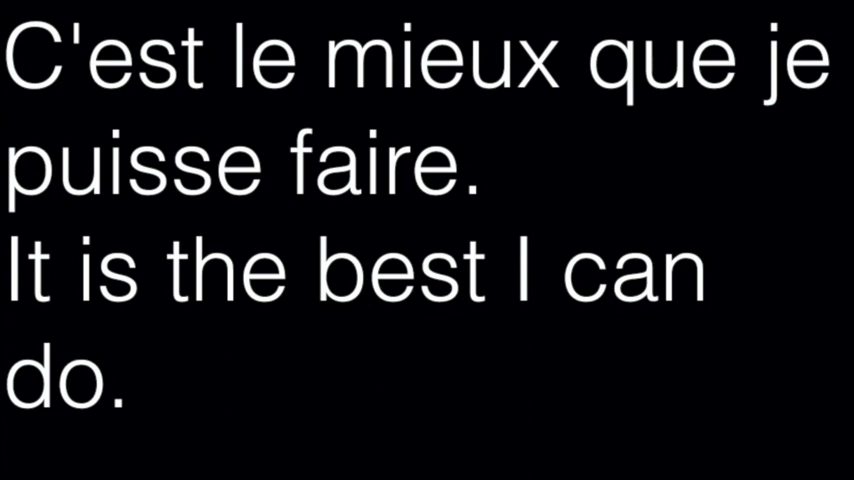 C'est le mieux que je
puisse faire.
It is the best I can
do.